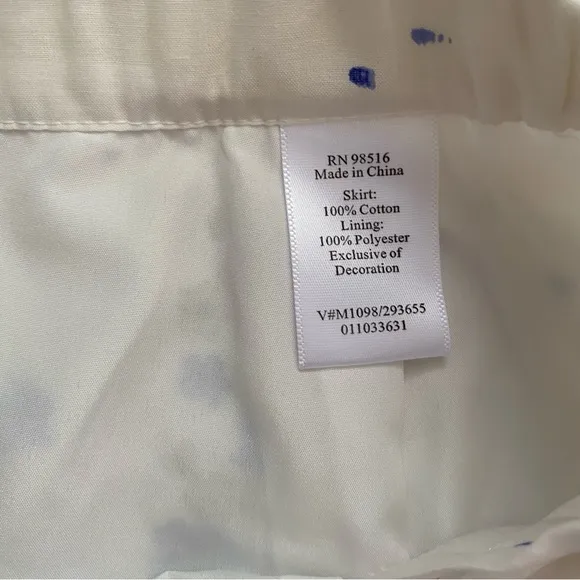 RN 98516
Made in China
Skirt:
100% Cotton
Lining:
100% Polyester
Exclusive of
Decoration
V#M1098/293655
011033631